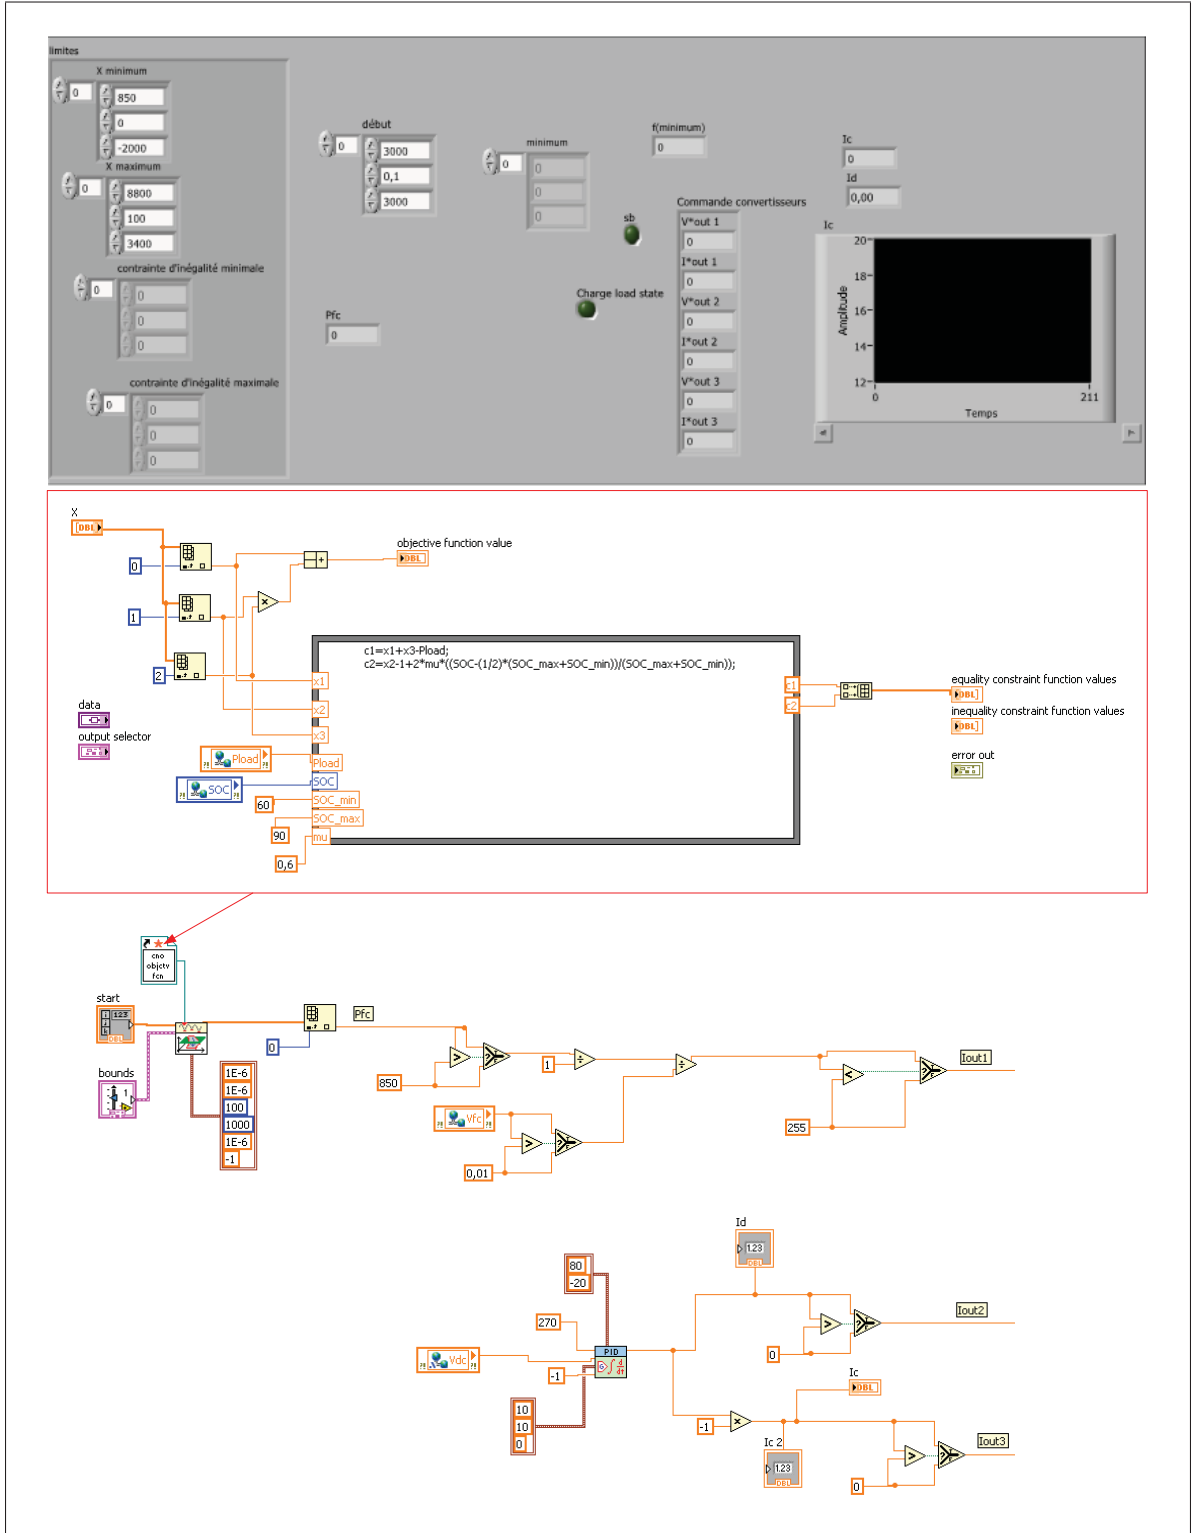 limites
X minimum
0
850
0
-2000
X maximum
0
8800
100
3400
contrainte d'inégalité minimale
0
0
0
0
contrainte d'inégalité maximale
0
0
0
0
début
0
3000
0,1
3000
Pfc
0
minimum
0
0
0
0
f(minimum)
0
sb
Charge load state
Commande convertisseurs
V*out 1
0
I*out 1
0
V*out 2
0
I*out 2
0
V*out 3
0
I*out 3
0
Ic
0
Id
0,00
Ic
Amplitude
20
18
16
14
12
0
211
Temps
X
[DBL]
0
1
2
objective function value
DBL
c1=x1+x3-Pload;
c2=x2-1+2*mu*((SOC-(1/2)*(SOC_max+SOC_min))/(SOC_max+SOC_min));
x1
x2
x3
Pload
SOC
SOC_min
SOC_max
mu
data
output selector
Pload
SOC
60
90
0,6
c1
c2
equality constraint function values
DBL]
inequality constraint function values
DBL]
error out
cno
objctv
fcn
start
123
DBL
bounds
1
1E-6
1E-6
100
1000
1E-6
-1
0
Pfc
850
1
Vfc
0,01
255
Iout1
Id
1.23
DBL
80
-20
270
PID
Vdc
-1
10
10
0
0
Iout2
Ic
DBL
-1
Ic 2
1.23
DBL
0
Iout3